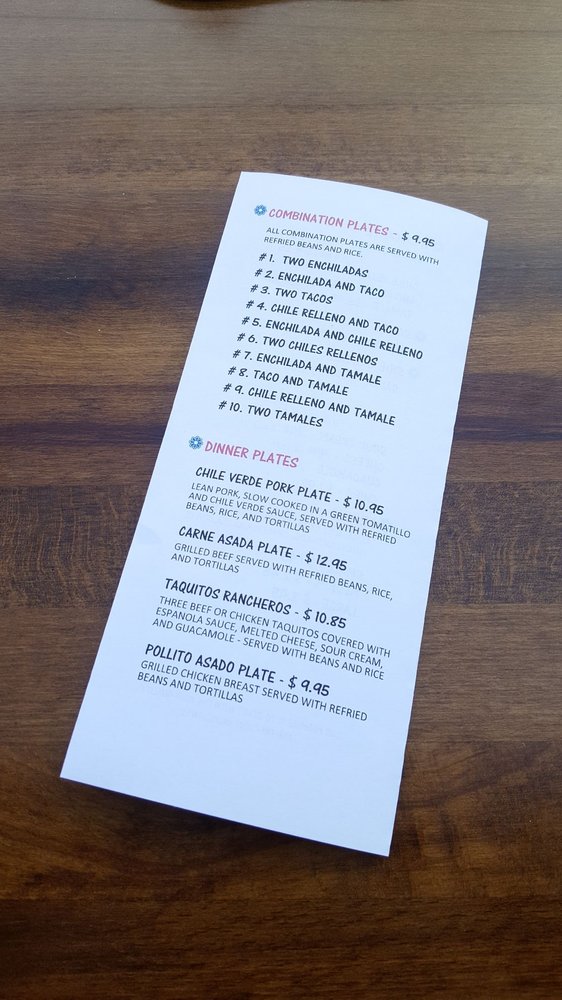 COMBINATION PLATES - $ 9.95
ALL COMBINATION PLATES ARE SERVED WITH
REFRIED BEANS AND RICE.
# 1. TWO ENCHILADAS
# 2. ENCHILADA AND TACO
# 3. TWO TACOS
# 4. CHILE RELLENO AND TACO
# 5. ENCHILADA AND CHILE RELLENO
# 6. TWO CHILES RELLENOS
# 7. ENCHILADA AND TAMALE
# 8. TACO AND TAMALE
# 9. CHILE RELLENO AND TAMALE
# 10. TWO TAMALES
DINNER PLATES
CHILE VERDE PORK PLATE - $ 10.95
LEAN PORK, SLOW COOKED IN A GREEN TOMATILLO
AND CHILE VERDE SAUCE, SERVED WITH REFRIED
BEANS, RICE, AND TORTILLAS
CARNE ASADA PLATE - $ 12.95
GRILLED BEEF SERVED WITH REFRIED BEANS, RICE,
AND TORTILLAS
TAQUITOS RANCHEROS - $ 10.85
THREE BEEF OR CHICKEN TAQUITOS COVERED WITH
ESPANOLA SAUCE, MELTED CHEESE, SOUR CREAM,
AND GUACAMOLE - SERVED WITH BEANS AND RICE
POLLITO ASADO PLATE - $ 9.95
GRILLED CHICKEN BREAST SERVED WITH REFRIED
BEANS AND TORTILLAS